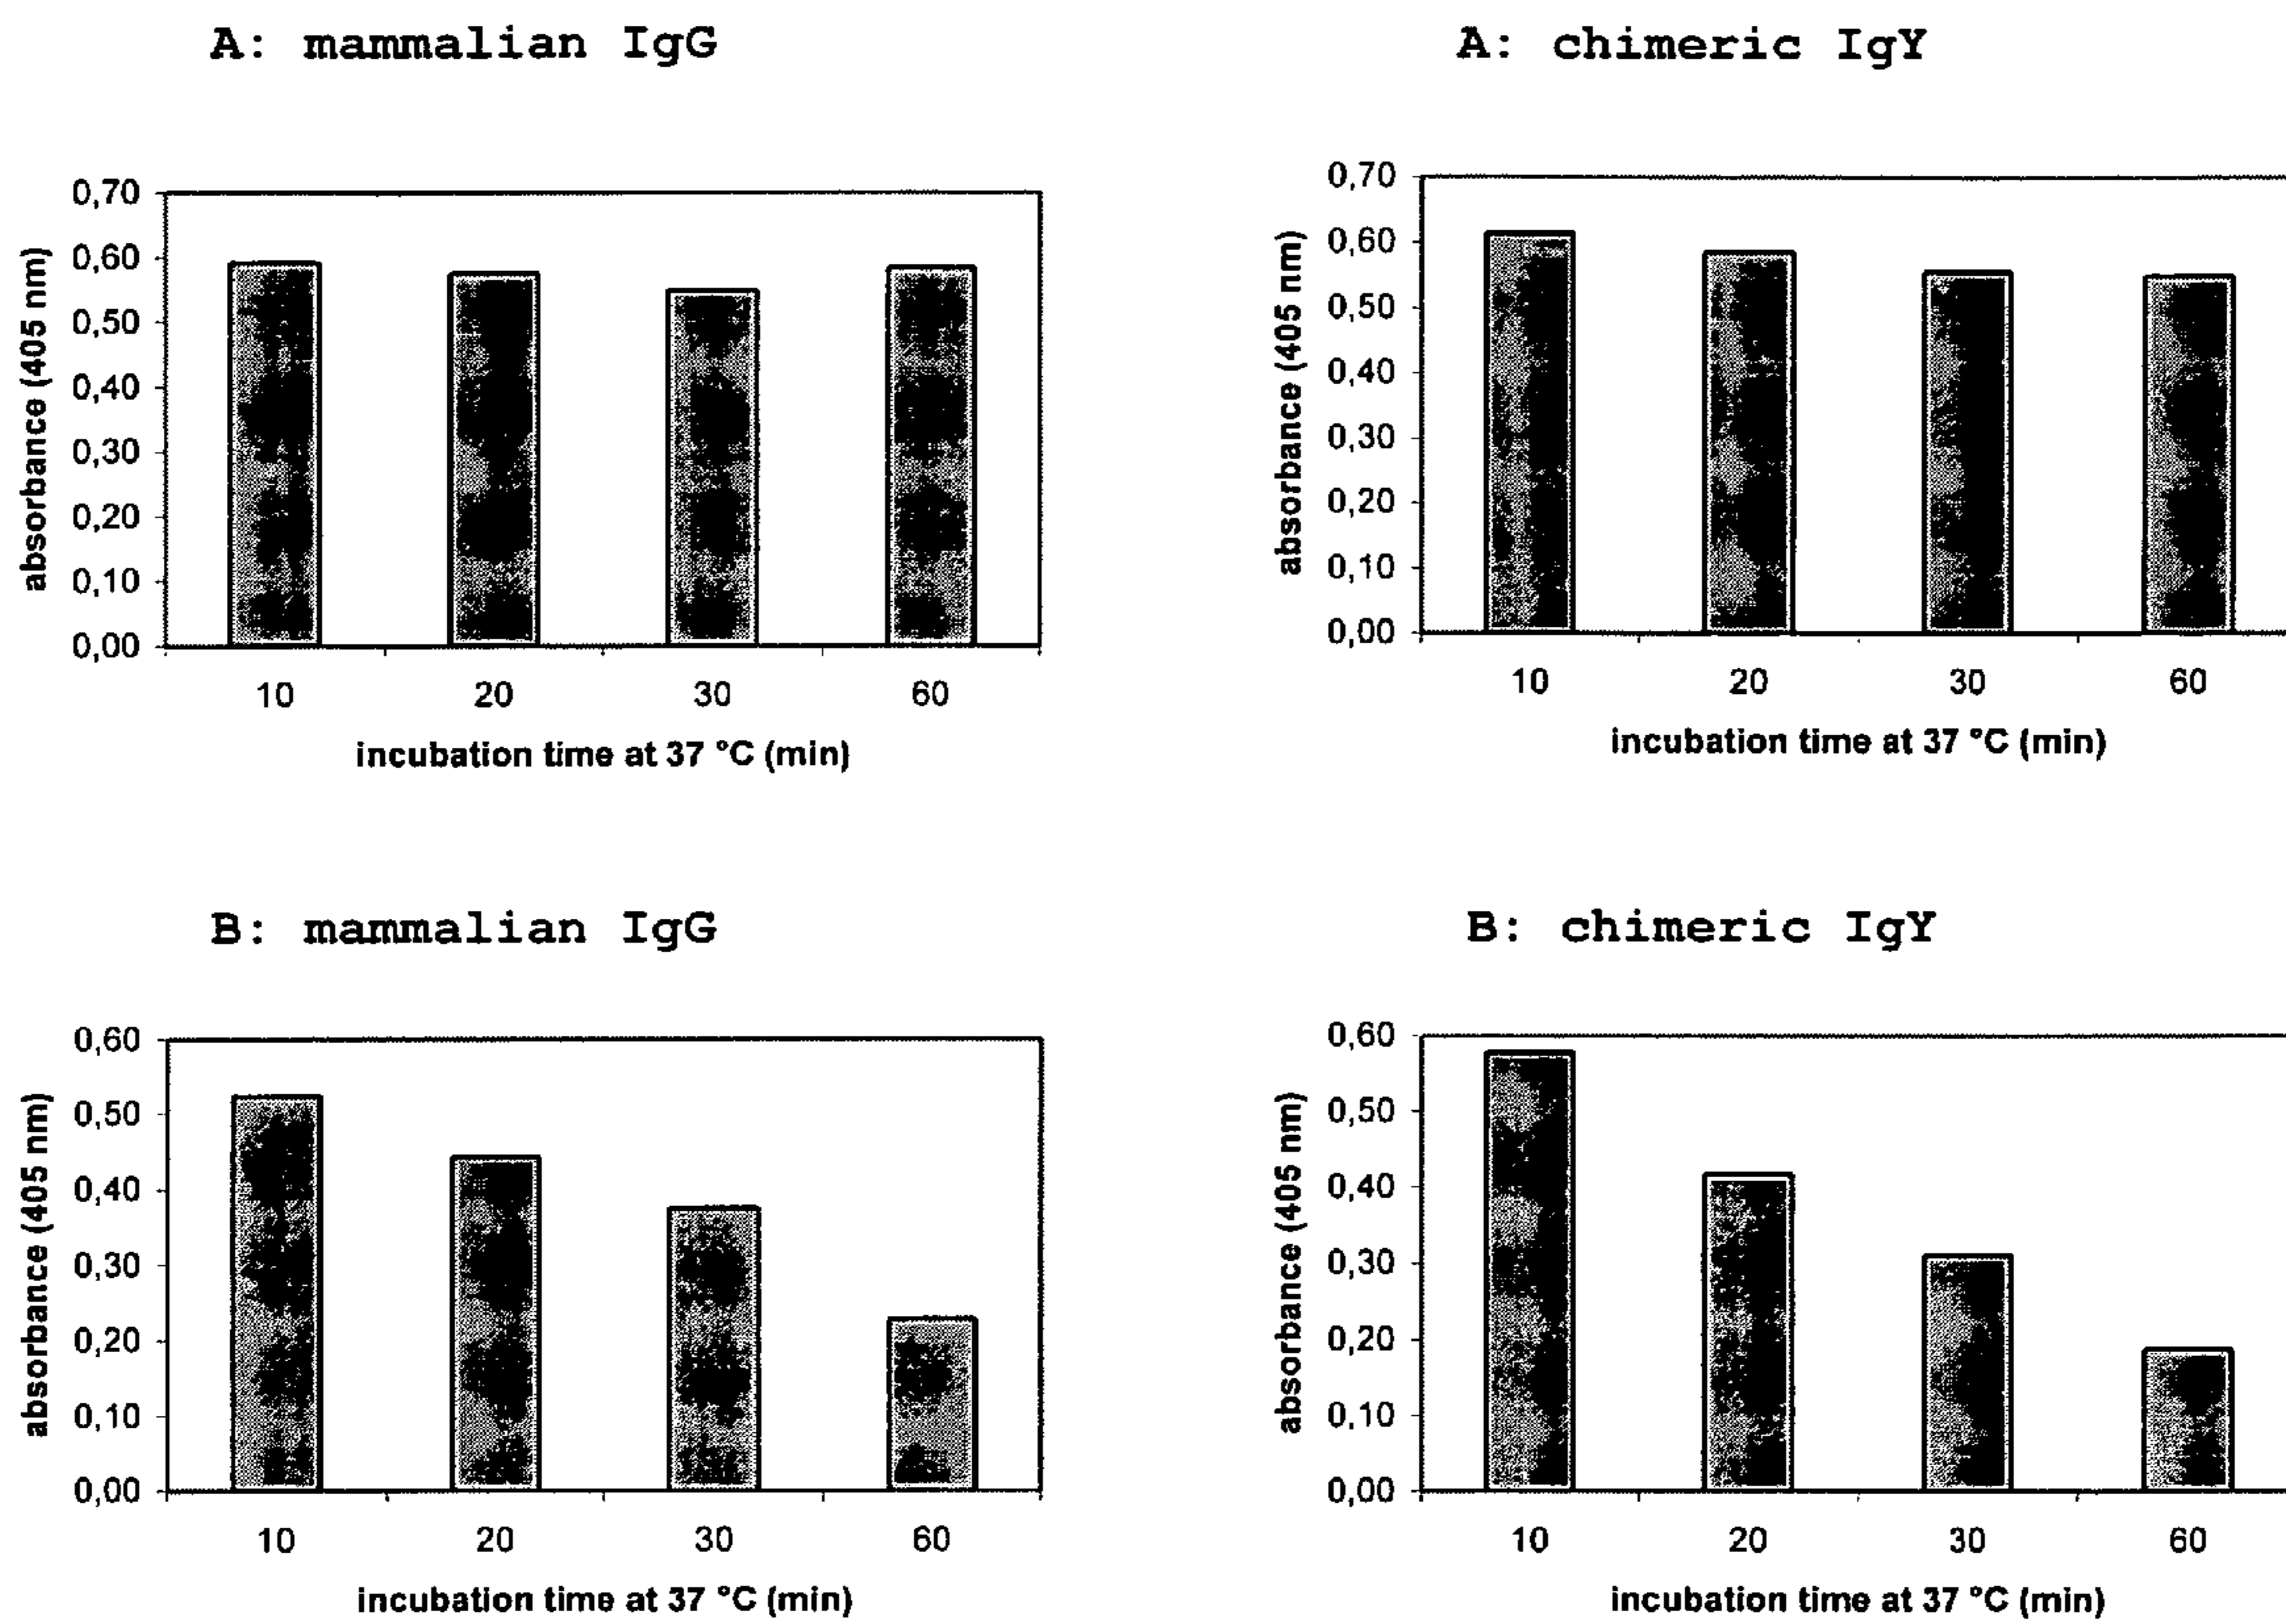 A: mammalian IgG
absorbance (405 nm)
0,70
0,60
0,50
0,40
0,30
0,20
0,10
0,00
10 20 30 60
incubation time at 37 °C (min)
A: chimeric IgY
absorbance (405 nm)
0,70
0,60
0,50
0,40
0,30
0,20
0,10
0,00
10 20 30 60
incubation time at 37 °C (min)
B: mammalian IgG
absorbance (405 nm)
0,60
0,50
0,40
0,30
0,20
0,10
0,00
10 20 30 60
incubation time at 37 °C (min)
B: chimeric IgY
absorbance (405 nm)
0,60
0,50
0,40
0,30
0,20
0,10
0,00
10 20 30 60
incubation time at 37 °C (min)